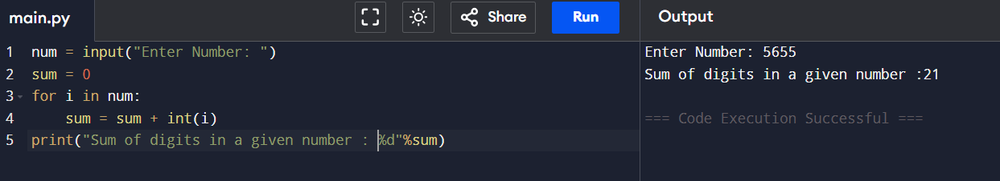 main.py Share Run Output
1 num = input("Enter Number: ")
2 sum = 0
3 for i in num:
4     sum = sum + int(i)
5 print("Sum of digits in a given number : %d"%sum)
Enter Number: 5655
Sum of digits in a given number :21
=== Code Execution Successful ===